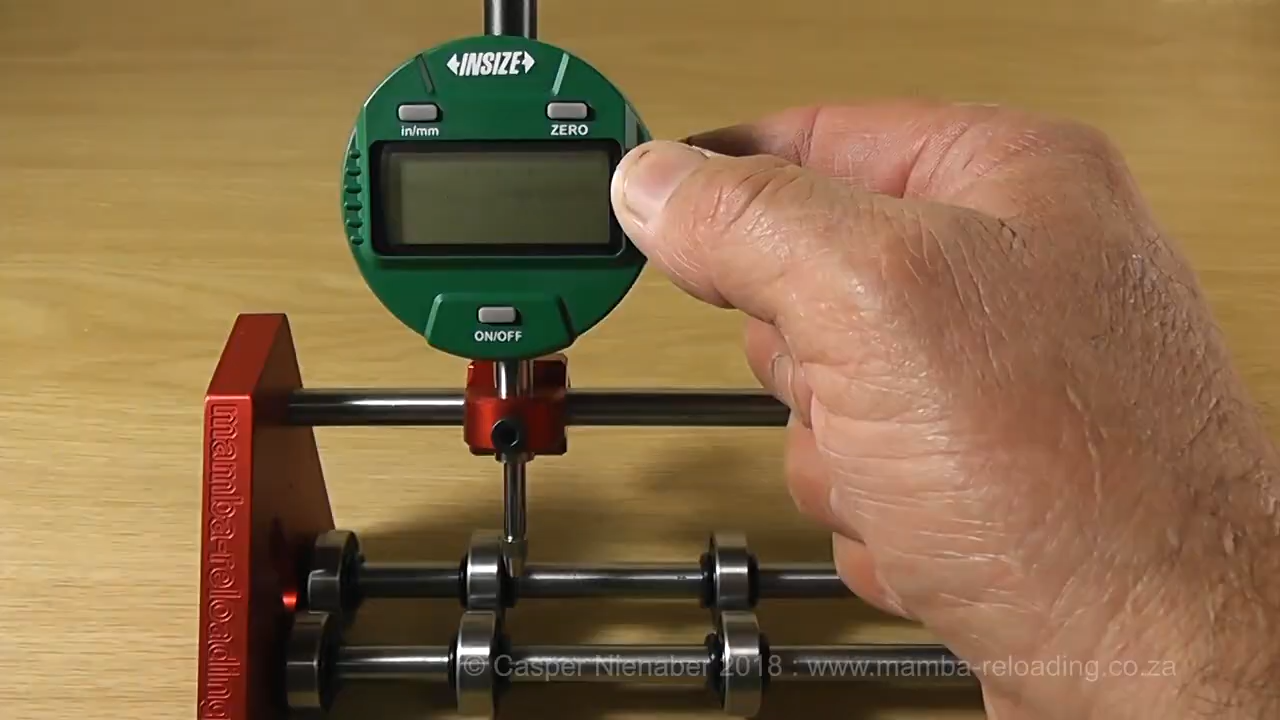 INSIZE
in/mm ZERO
ON/OFF
mamba-reloading
© Casper Nienaber 2018 : www.mamba-reloading.co.za